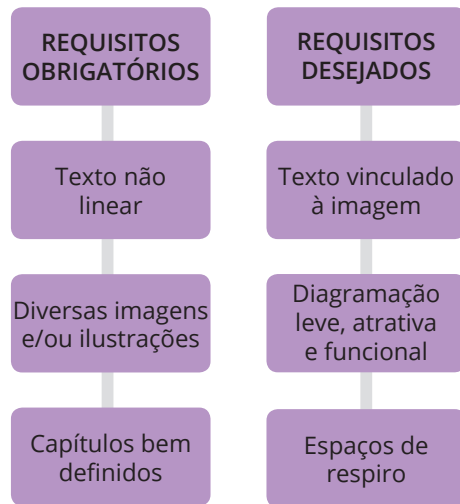 REQUISITOS
OBRIGATÓRIOS
Texto não
linear
Diversas imagens
e/ou ilustrações
Capítulos bem
definidos
REQUISITOS
DESEJADOS
Texto vinculado
à imagem
Diagramação
leve, atrativa
e funcional
Espaços de
respiro